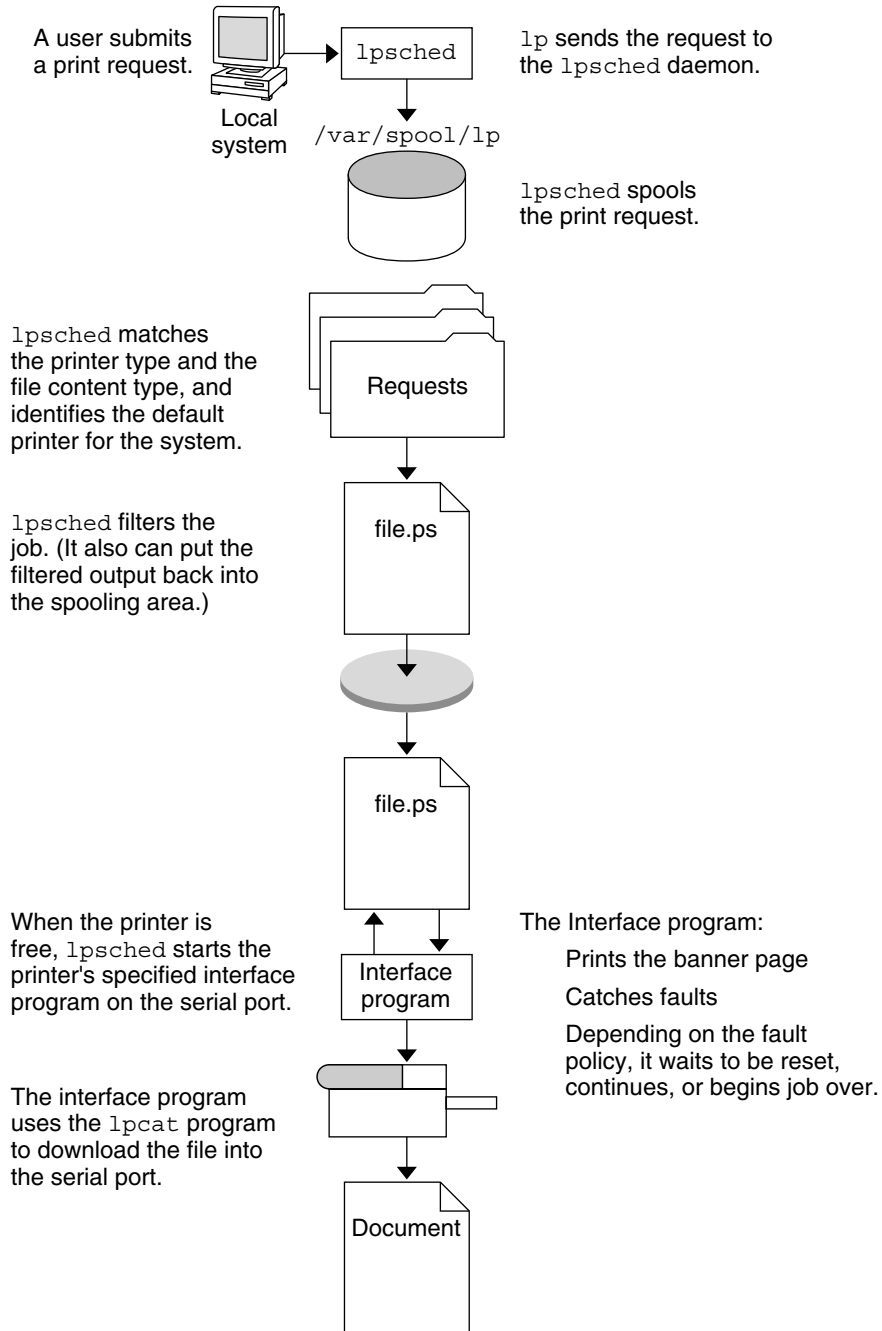 A user submits
a print request.
Local
system
lpsched
lp sends the request to
the lpsched daemon.
/var/spool/lp
lpsched spools
the print request.
lpsched matches
the printer type and the
file content type, and
identifies the default
printer for the system.
Requests
lpsched filters the
job. (It also can put the
filtered output back into
the spooling area.)
file.ps
file.ps
When the printer is
free, lpsched starts the
printer's specified interface
program on the serial port.
Interface
program
The Interface program:
Prints the banner page
Catches faults
Depending on the fault
policy, it waits to be reset,
continues, or begins job over.
The interface program
uses the lpcat program
to download the file into
the serial port.
Document